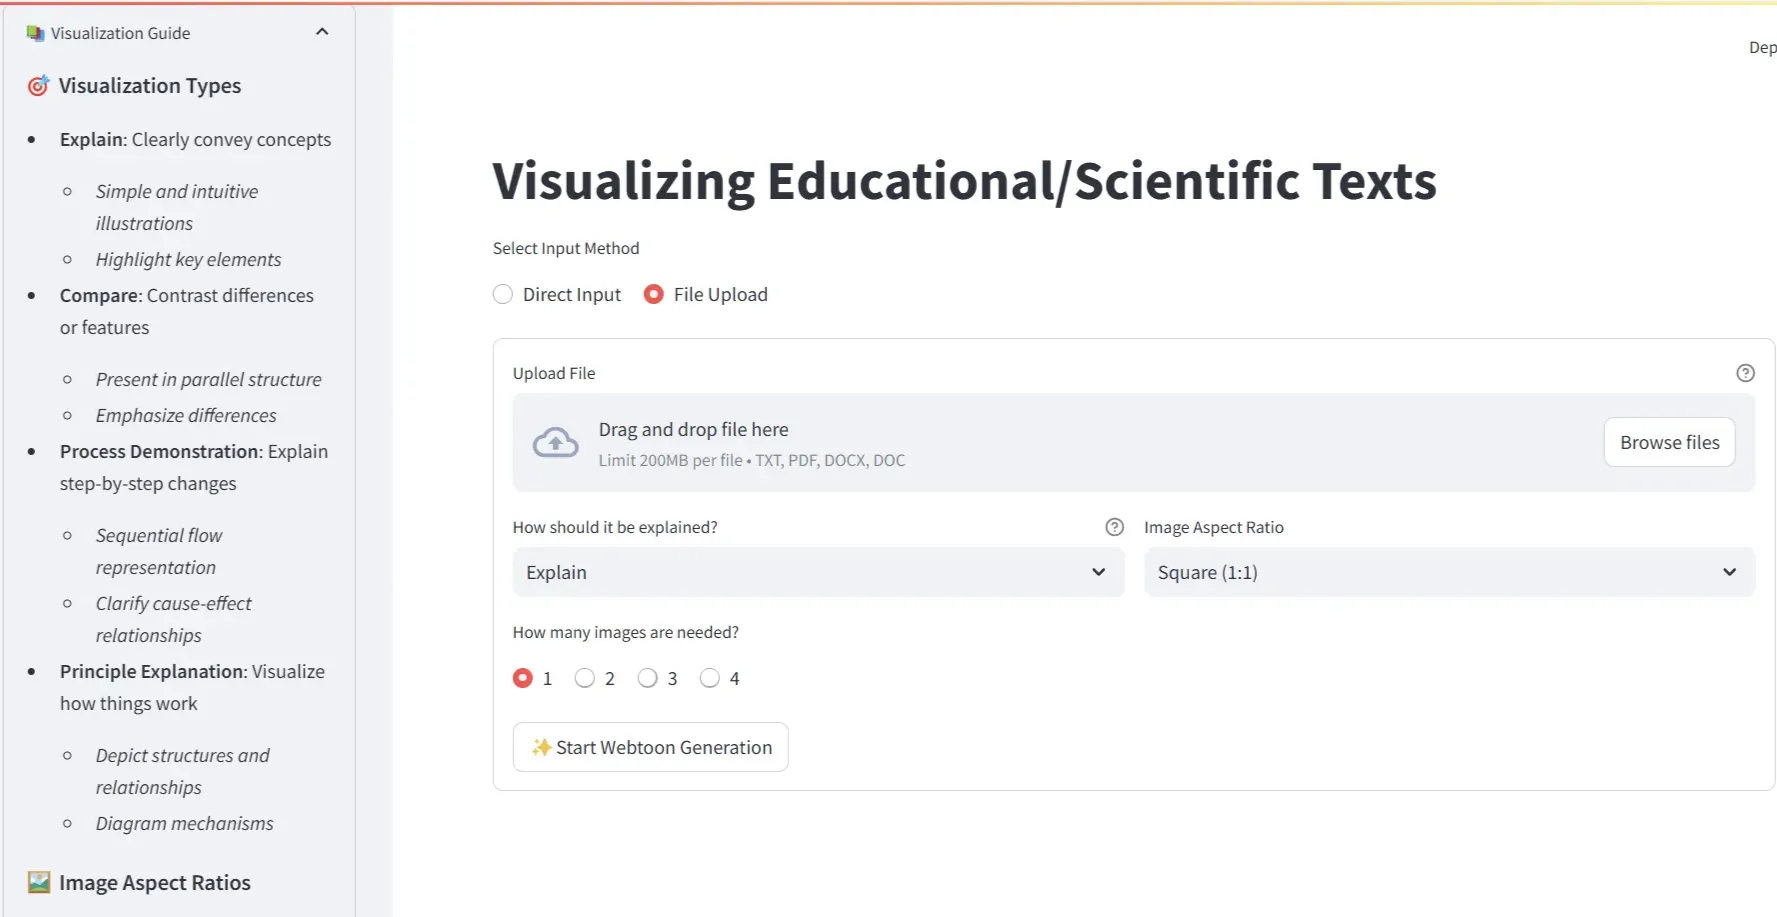 Visualization Guide
Visualization Types
Explain: Clearly convey concepts
Simple and intuitive
illustrations
Highlight key elements
Compare: Contrast differences
or features
Present in parallel structure
Emphasize differences
Process Demonstration: Explain
step-by-step changes
Sequential flow
representation
Clarify cause-effect
relationships
Principle Explanation: Visualize
how things work
Depict structures and
relationships
Diagram mechanisms
Image Aspect Ratios
Dep
Visualizing Educational/Scientific Texts
Select Input Method
Direct Input File Upload
Upload File
Drag and drop file here
Limit 200MB per file • TXT, PDF, DOCX, DOC
Browse files
How should it be explained?
Explain
Image Aspect Ratio
Square (1:1)
How many images are needed?
1 2 3 4
✨ Start Webtoon Generation